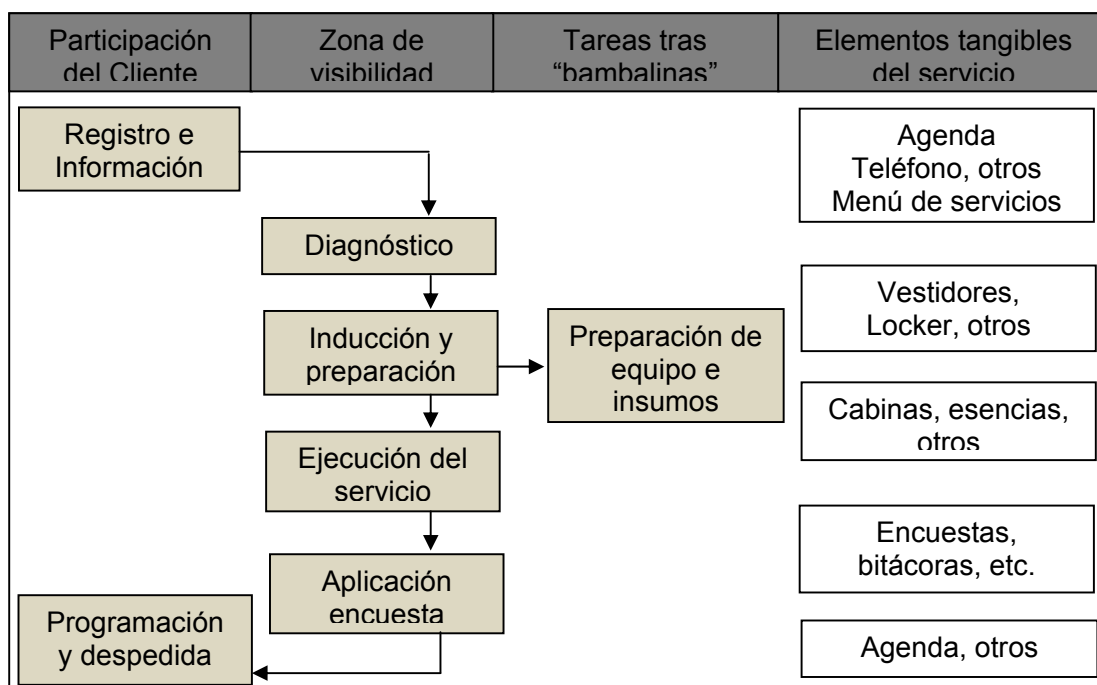 Participación
del Cliente
Zona de
visibilidad
Tareas tras
“bambalinas”
Elementos tangibles
del servicio
Registro e
Información
Agenda
Teléfono, otros
Menú de servicios
Diagnóstico
Inducción y
preparación
Preparación de
equipo e
insumos
Vestidores,
Locker, otros
Cabinas, esencias,
otros
Ejecución del
servicio
Encuestas,
bitácoras, etc.
Aplicación
encuesta
Programación
y despedida
Agenda, otros